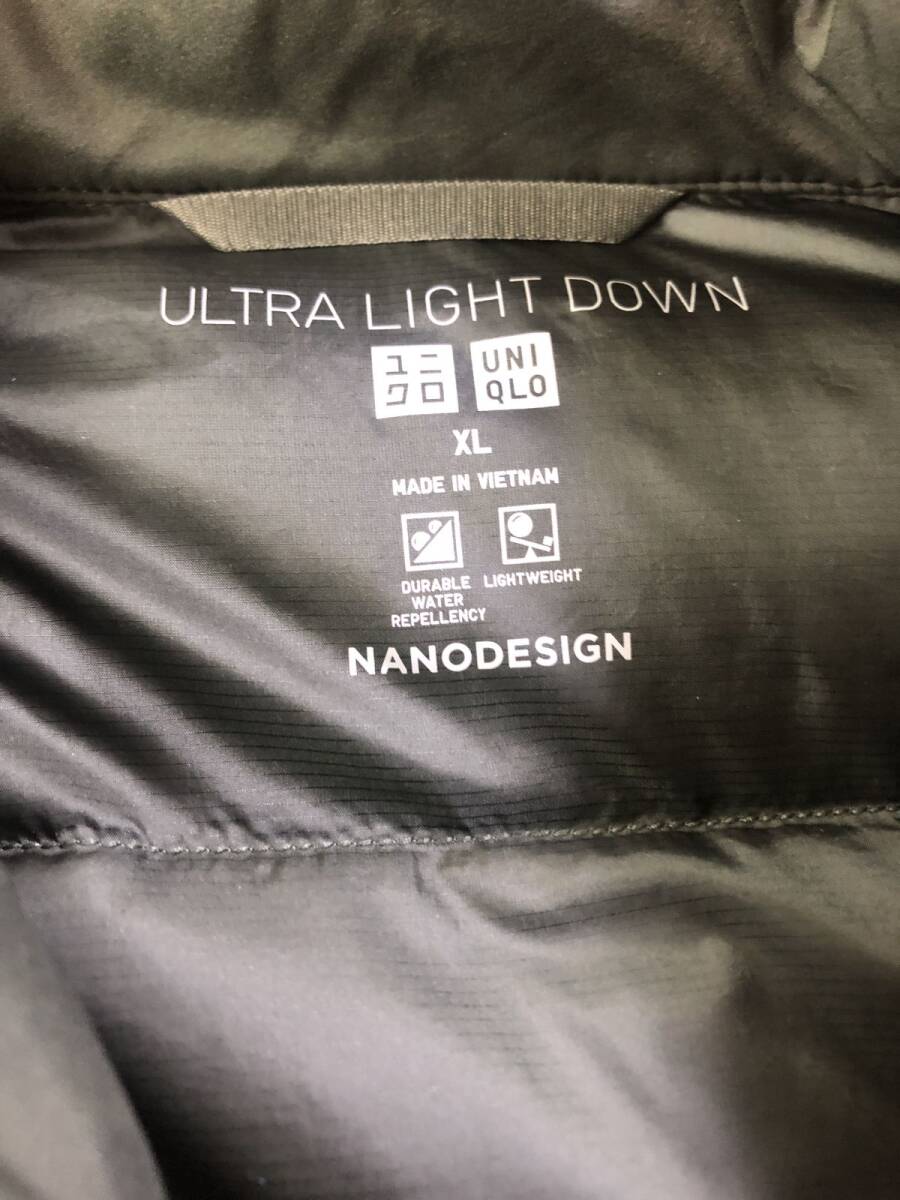 ULTRA LIGHT DOWN
ユニ
クロ
UNI
QLO
XL
MADE IN VIETNAM
DURABLE
WATER
REPELLENCY
LIGHTWEIGHT
NANODESIGN